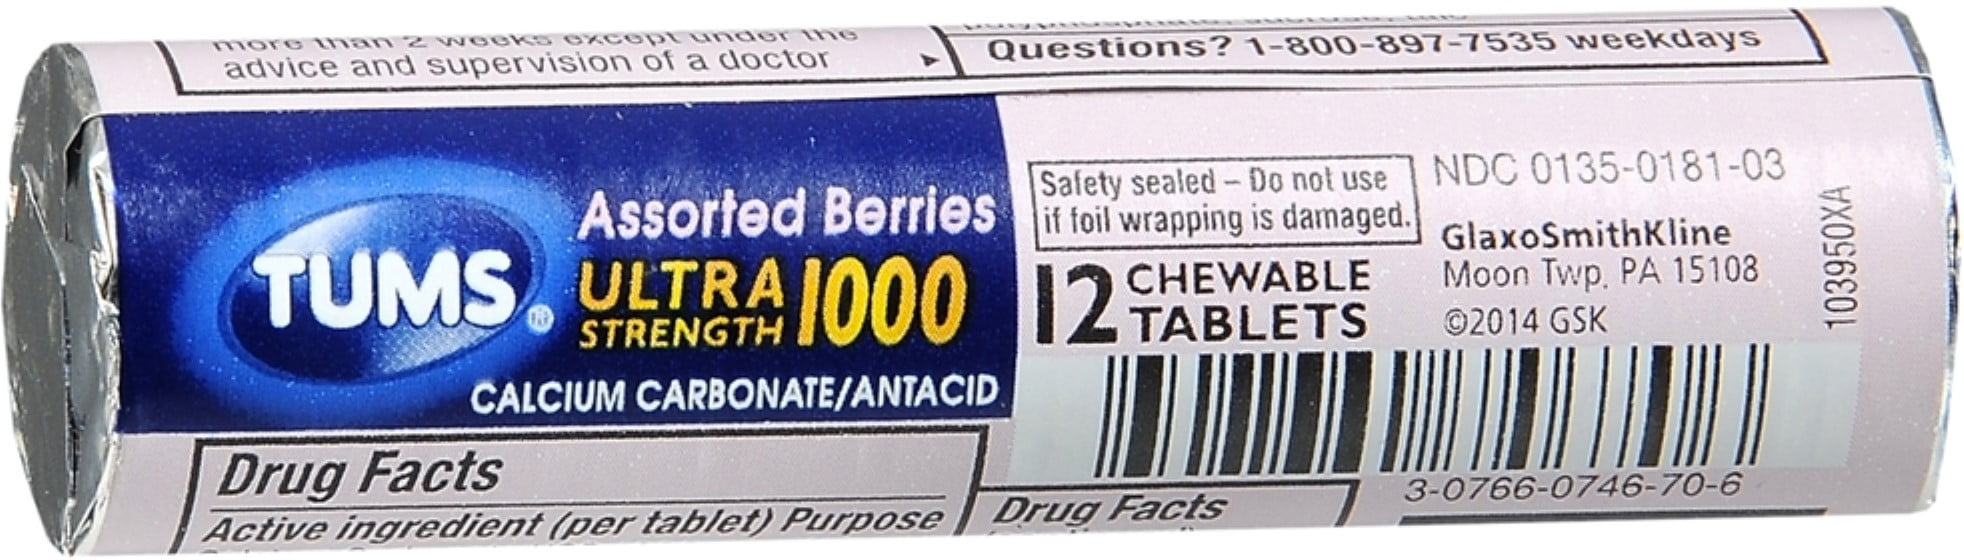 more than 2 weeks except under the
advice and supervision of a doctor
polyphosphate, sucrose, talc
Questions? 1-800-897-7535 weekdays
TUMS®
Assorted Berries
ULTRA
STRENGTH
1000
CALCIUM CARBONATE/ANTACID
Safety sealed – Do not use
if foil wrapping is damaged.
12 CHEWABLE
TABLETS
NDC 0135-0181-03
GlaxoSmithKline
Moon Twp, PA 15108
©2014 GSK
103950XA
3-0766-0746-70-6
Drug Facts
Active ingredient (per tablet) Purpose
Drug Facts